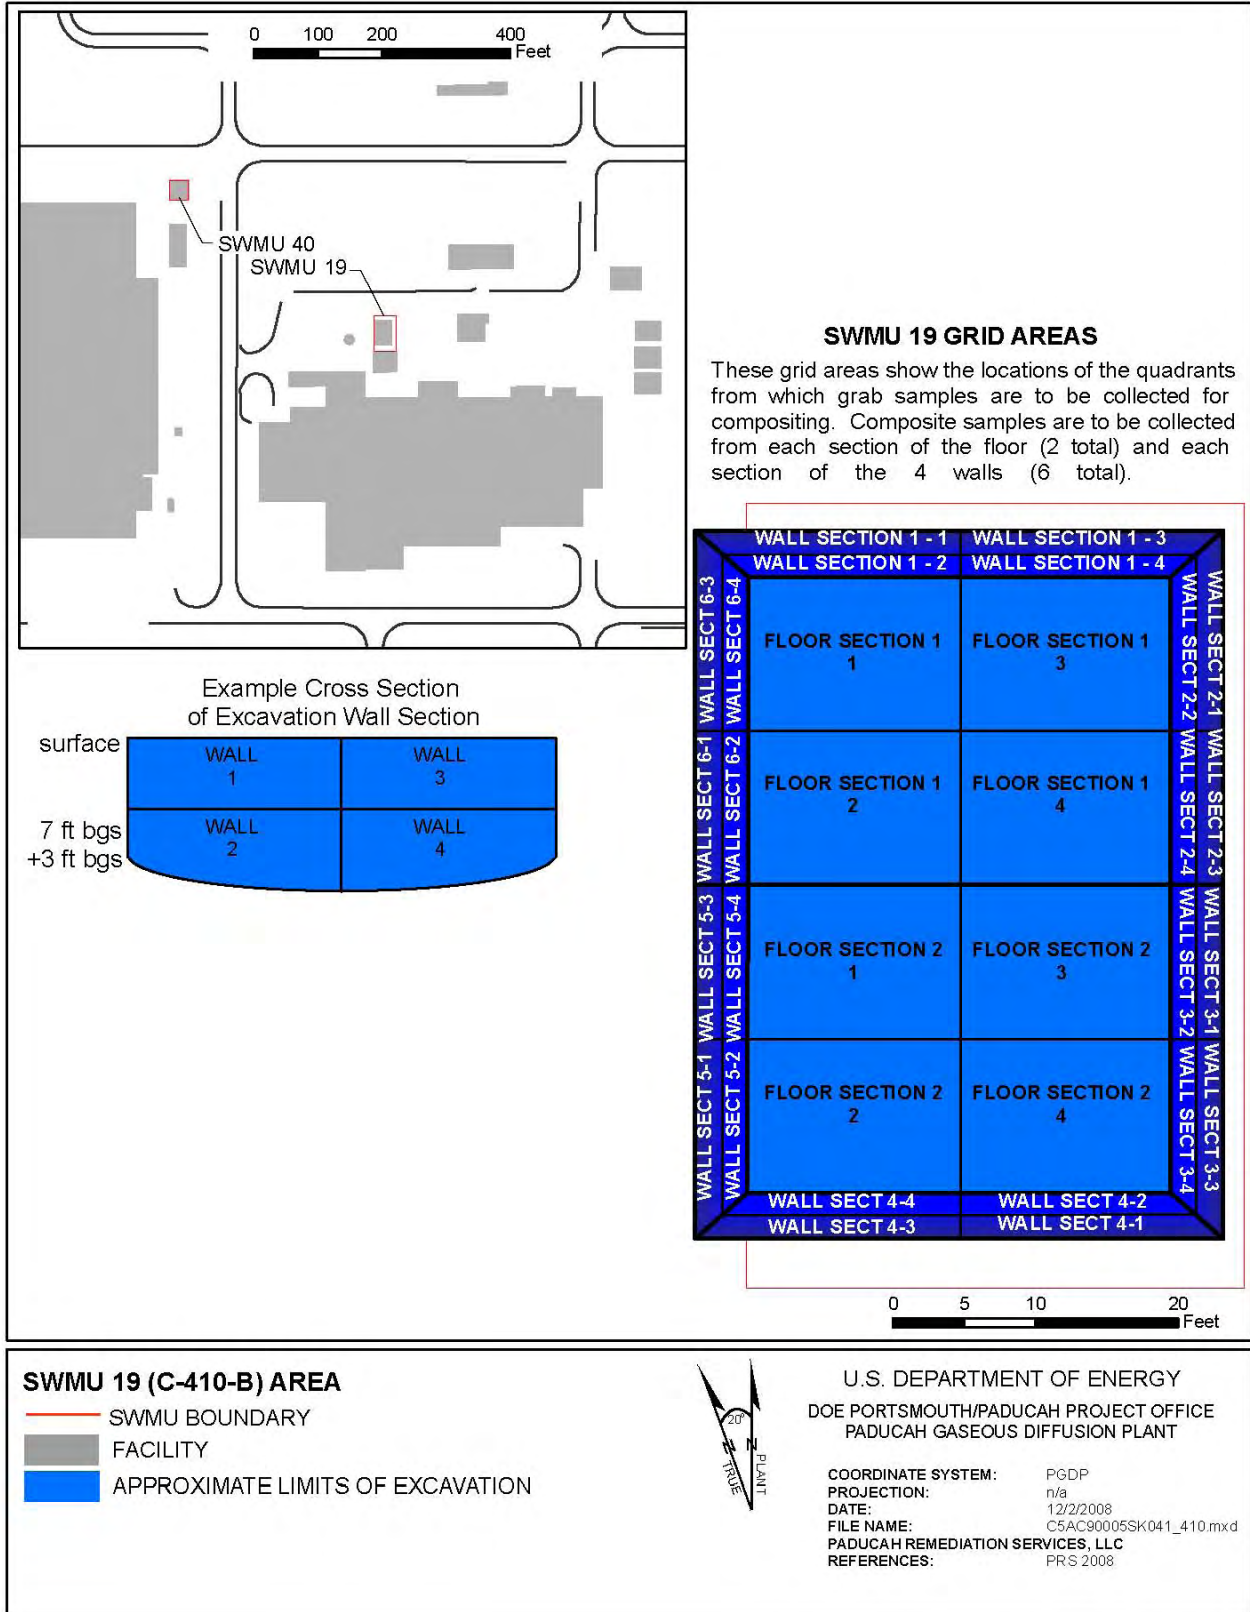 0 100 200 400
Feet
SWMU 40
SWMU 19
SWMU 19 GRID AREAS
These grid areas show the locations of the quadrants
from which grab samples are to be collected for
compositing. Composite samples are to be collected
from each section of the floor (2 total) and each
section of the 4 walls (6 total).
Example Cross Section
of Excavation Wall Section
surface
WALL
1
WALL
3
7 ft bgs
+3 ft bgs
WALL
2
WALL
4
WALL SECTION 1 - 1
WALL SECTION 1 - 3
WALL SECTION 1 - 2
WALL SECTION 1 - 4
WALL SECT 6-3
WALL SECT 6-4
FLOOR SECTION 1
1
FLOOR SECTION 1
3
WALL SECT 2-2
WALL SECT 2-1
WALL SECT 6-1
WALL SECT 6-2
FLOOR SECTION 1
2
FLOOR SECTION 1
4
WALL SECT 2-4
WALL SECT 2-3
WALL SECT 5-3
WALL SECT 5-4
FLOOR SECTION 2
1
FLOOR SECTION 2
3
WALL SECT 3-2
WALL SECT 3-1
WALL SECT 5-1
WALL SECT 5-2
FLOOR SECTION 2
2
FLOOR SECTION 2
4
WALL SECT 3-4
WALL SECT 3-3
WALL SECT 4-4
WALL SECT 4-2
WALL SECT 4-3
WALL SECT 4-1
0 5 10 20
Feet
SWMU 19 (C-410-B) AREA
SWMU BOUNDARY
FACILITY
APPROXIMATE LIMITS OF EXCAVATION
20°
N
TRUE
N
PLANT
U.S. DEPARTMENT OF ENERGY
DOE PORTSMOUTH/PADUCAH PROJECT OFFICE
PADUCAH GASEOUS DIFFUSION PLANT
COORDINATE SYSTEM: PGDP
PROJECTION: n/a
DATE: 12/2/2008
FILE NAME: C5AC90005SK041_410.mxd
PADUCAH REMEDIATION SERVICES, LLC
REFERENCES: PRS 2008